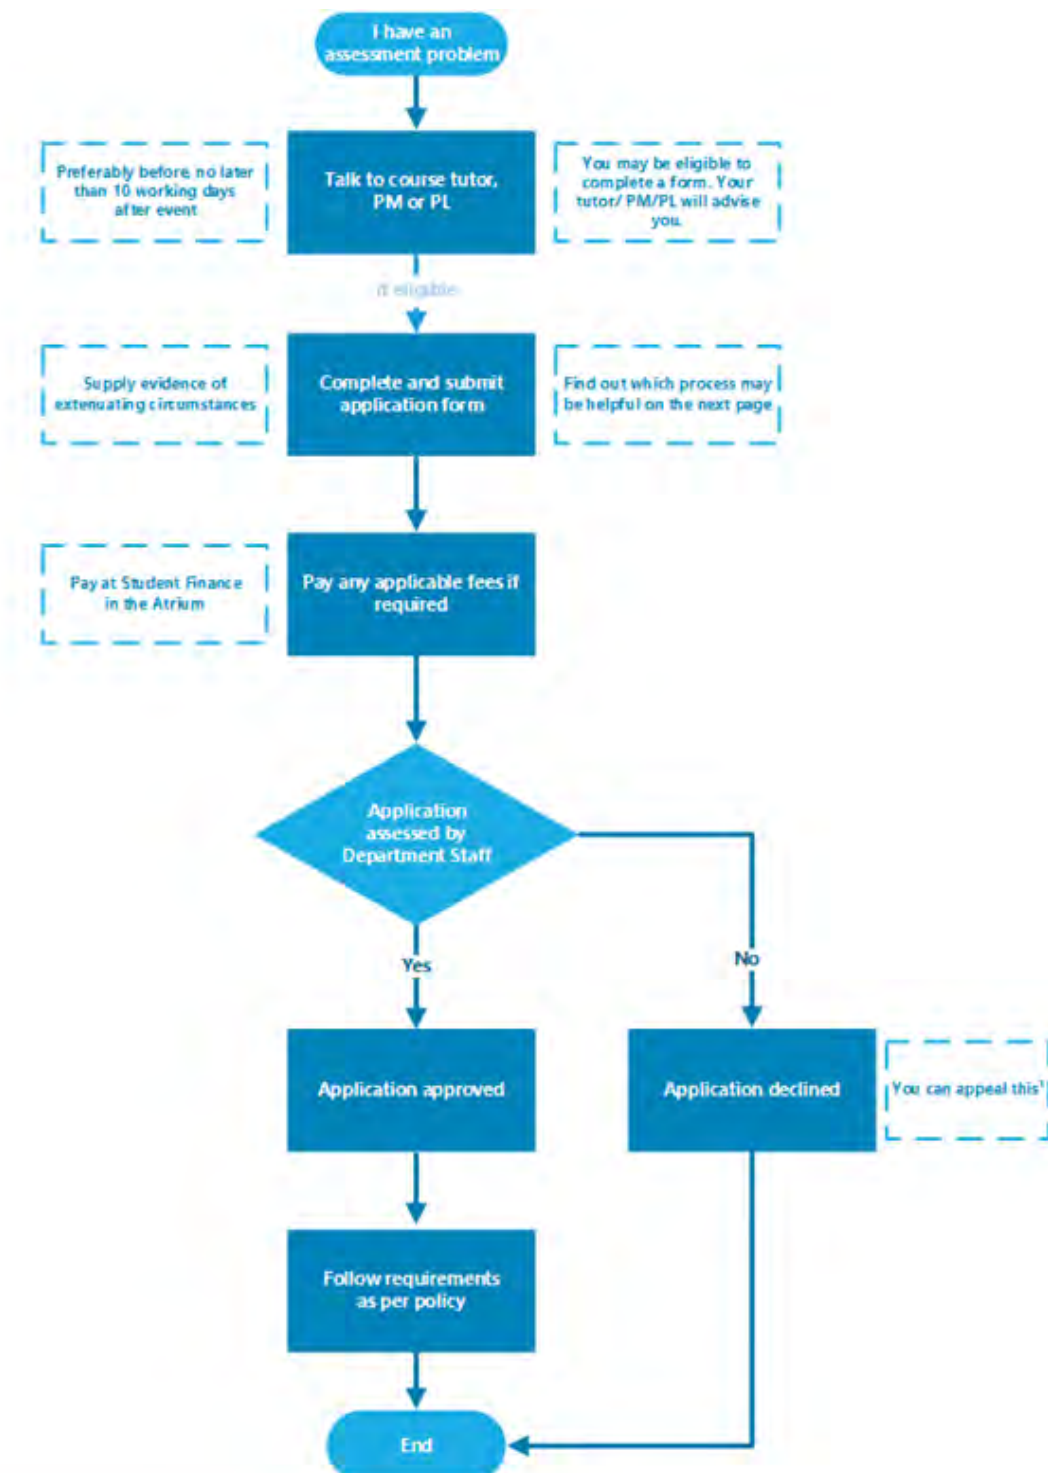 I have an
assessment problem
Preferably before, no later
than 10 working days
after event
Talk to course tutor,
PM or PL
You may be eligible to
complete a form. Your
tutor/ PM/PL will advise
you.
if eligible
Supply evidence of
extenuating circumstances
Complete and submit
application form
Find out which process may
be helpful on the next page
Pay at Student Finance
in the Atrium
Pay any applicable fees if
required
Application
assessed by
Department Staff
Yes
No
Application approved
Application declined
You can appeal this¹
Follow requirements
as per policy
End